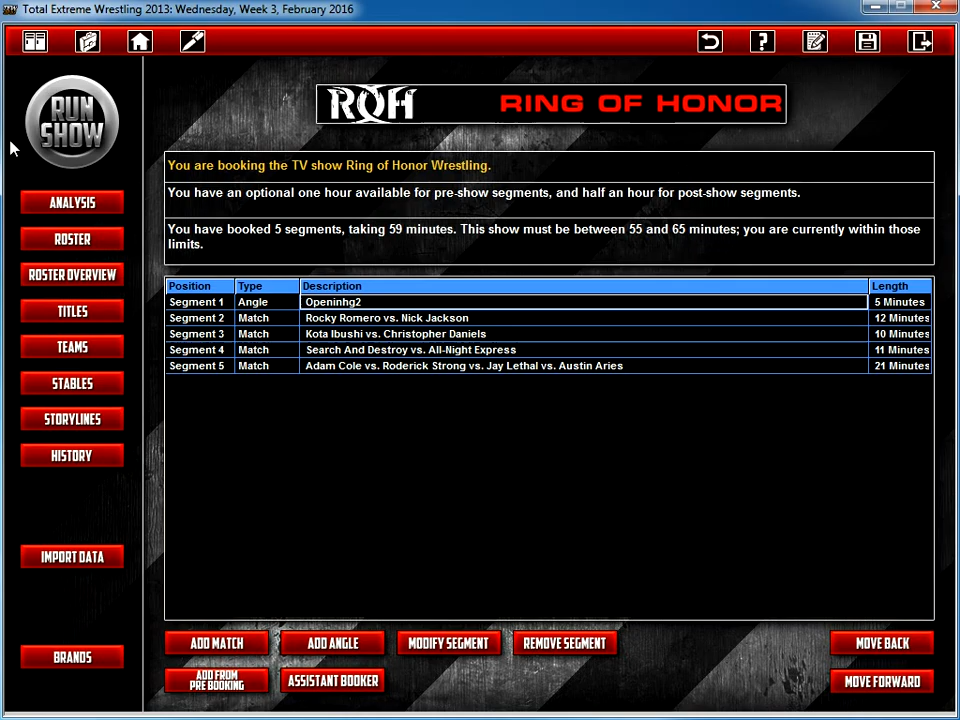 Total Extreme Wrestling 2013: Wednesday, Week 3, February 2016
ROH RING OF HONOR
RUN
SHOW
You are booking the TV show Ring of Honor Wrestling.
You have an optional one hour available for pre-show segments, and half an hour for post-show segments.
You have booked 5 segments, taking 59 minutes. This show must be between 55 and 65 minutes; you are currently within those
limits.
ANALYSIS
ROSTER
ROSTER OVERVIEW
TITLES
TEAMS
STABLES
STORYLINES
HISTORY
IMPORT DATA
BRANDS
Position Type Description Length
Segment 1 Angle Openinhg2 5 Minutes
Segment 2 Match Rocky Romero vs. Nick Jackson 12 Minutes
Segment 3 Match Kota Ibushi vs. Christopher Daniels 10 Minutes
Segment 4 Match Search And Destroy vs. All-Night Express 11 Minutes
Segment 5 Match Adam Cole vs. Roderick Strong vs. Jay Lethal vs. Austin Aries 21 Minutes
ADD MATCH ADD ANGLE MODIFY SEGMENT REMOVE SEGMENT MOVE BACK
ADD FROM
PRE BOOKING
ASSISTANT BOOKER MOVE FORWARD